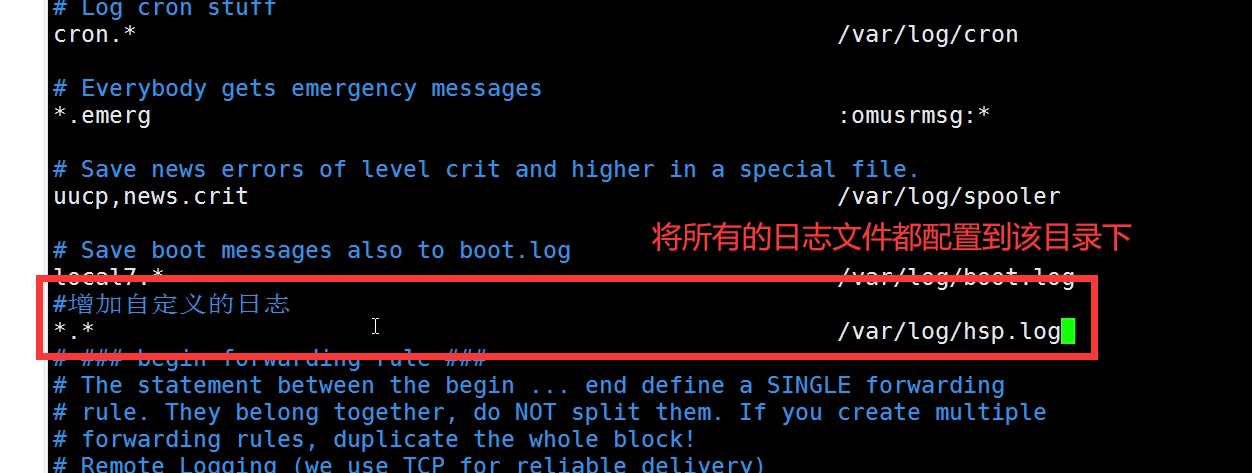 # Log cron stuff
cron.* /var/log/cron
# Everybody gets emergency messages
*.emerg :omusrmsg:*
# Save news errors of level crit and higher in a special file.
uucp,news.crit /var/log/spooler
将所有的日志文件都配置到该目录下
# Save boot messages also to boot.log
local7.* /var/log/boot.log
#增加自定义的日志
*.* /var/log/hsp.log
# ### begin forwarding rule ###
# The statement between the begin ... end define a SINGLE forwarding
# rule. They belong together, do NOT split them. If you create multiple
# forwarding rules, duplicate the whole block!
# Remote Logging (we use TCP for reliable delivery)